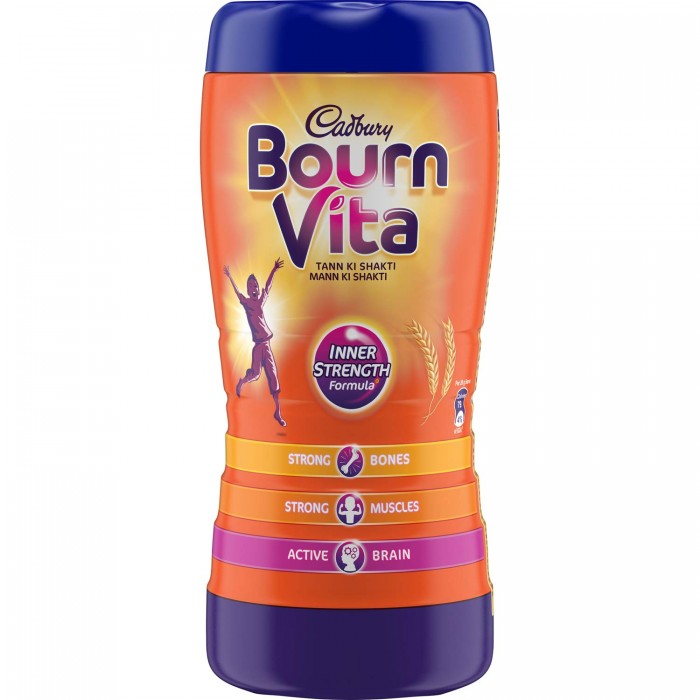 Cadbury
Bourn
Vita
TANN KI SHAKTI
MANN KI SHAKTI
INNER
STRENGTH
Formula
STRONG BONES
STRONG MUSCLES
ACTIVE BRAIN